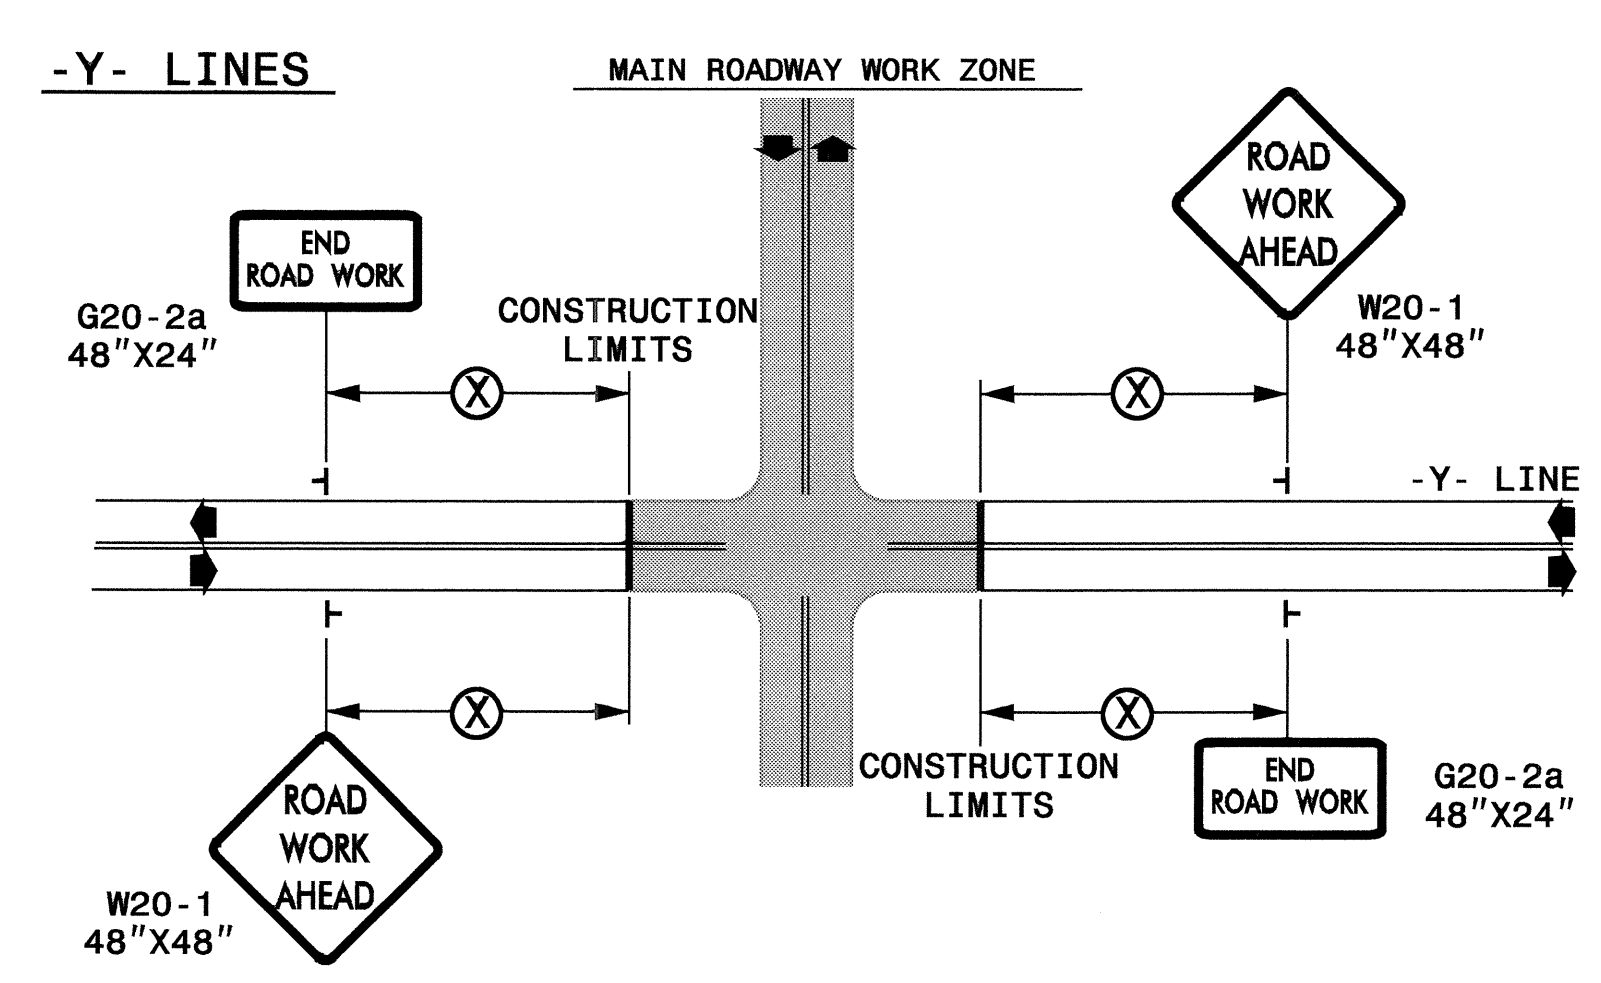 -Y- LINES
MAIN ROADWAY WORK ZONE
ROAD
WORK
AHEAD
W20-1
48"X48"
END
ROAD WORK
G20-2a
48"X24"
CONSTRUCTION
LIMITS
X
X
-Y- LINE
X
X
CONSTRUCTION
LIMITS
END
ROAD WORK
G20-2a
48"X24"
ROAD
WORK
AHEAD
W20-1
48"X48"